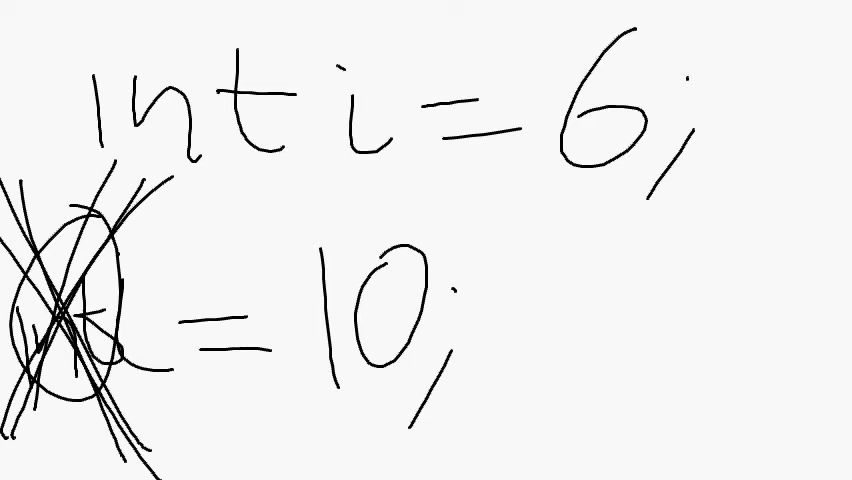 int i = 6;
= 10;